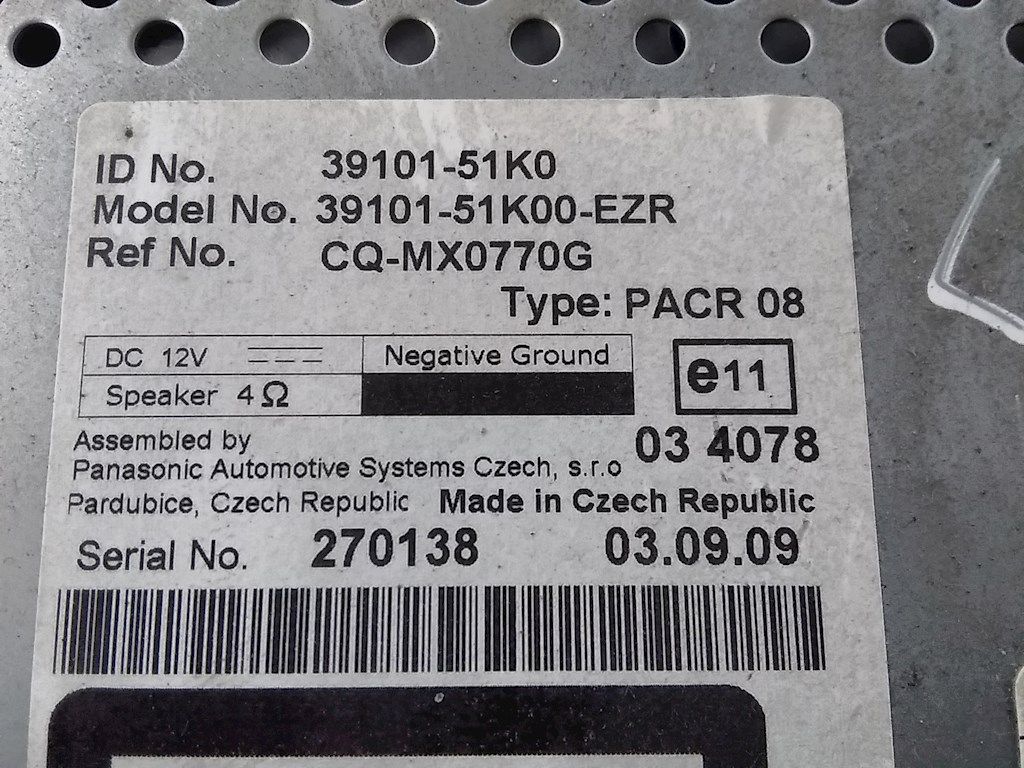 ID No. 39101-51K0
Model No. 39101-51K00-EZR
Ref No. CQ-MX0770G
Type: PACR 08
DC 12V Negative Ground
Speaker 4Ω
e11
Assembled by 03 4078
Panasonic Automotive Systems Czech, s.r.o
Pardubice, Czech Republic Made in Czech Republic
Serial No. 270138 03.09.09